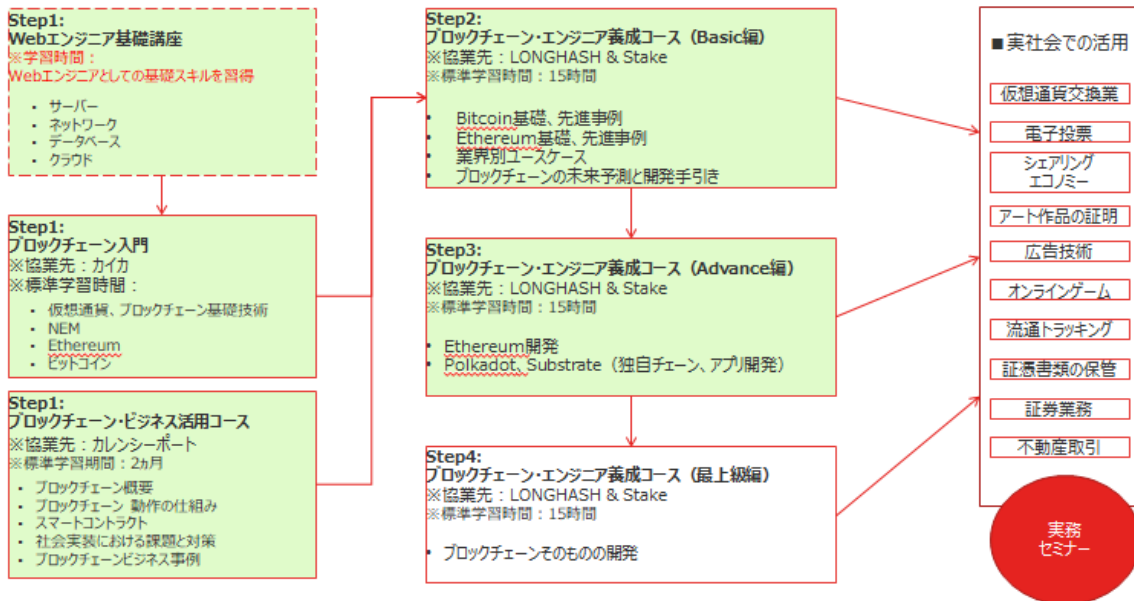 Step1:
Webエンジニア基礎講座
※学習時間：
Webエンジニアとしての基礎スキルを習得
• サーバー
• ネットワーク
• データベース
• クラウド
Step1:
ブロックチェーン入門
※協業先：カイカ
※標準学習時間：
• 仮想通貨、ブロックチェーン基礎技術
• NEM
• Ethereum
• ビットコイン
Step1:
ブロックチェーン・ビジネス活用コース
※協業先：カレンシーポート
※標準学習期間：2ヵ月
• ブロックチェーン概要
• ブロックチェーン 動作の仕組み
• スマートコントラクト
• 社会実装における課題と対策
• ブロックチェーンビジネス事例
Step2:
ブロックチェーン・エンジニア養成コース（Basic編）
※協業先：LONGHASH & Stake
※標準学習時間：15時間
• Bitcoin基礎、先進事例
• Ethereum基礎、先進事例
• 業界別ユースケース
• ブロックチェーンの未来予測と開発手引き
Step3:
ブロックチェーン・エンジニア養成コース（Advance編）
※協業先：LONGHASH & Stake
※標準学習時間：15時間
• Ethereum開発
• Polkadot、Substrate（独自チェーン、アプリ開発）
Step4:
ブロックチェーン・エンジニア養成コース（最上級編）
※協業先：LONGHASH & Stake
※標準学習時間：15時間
• ブロックチェーンそのものの開発
■実社会での活用
仮想通貨交換業
電子投票
シェアリング
エコノミー
アート作品の証明
広告技術
オンラインゲーム
流通トラッキング
証憑書類の保管
証券業務
不動産取引
実務
セミナー